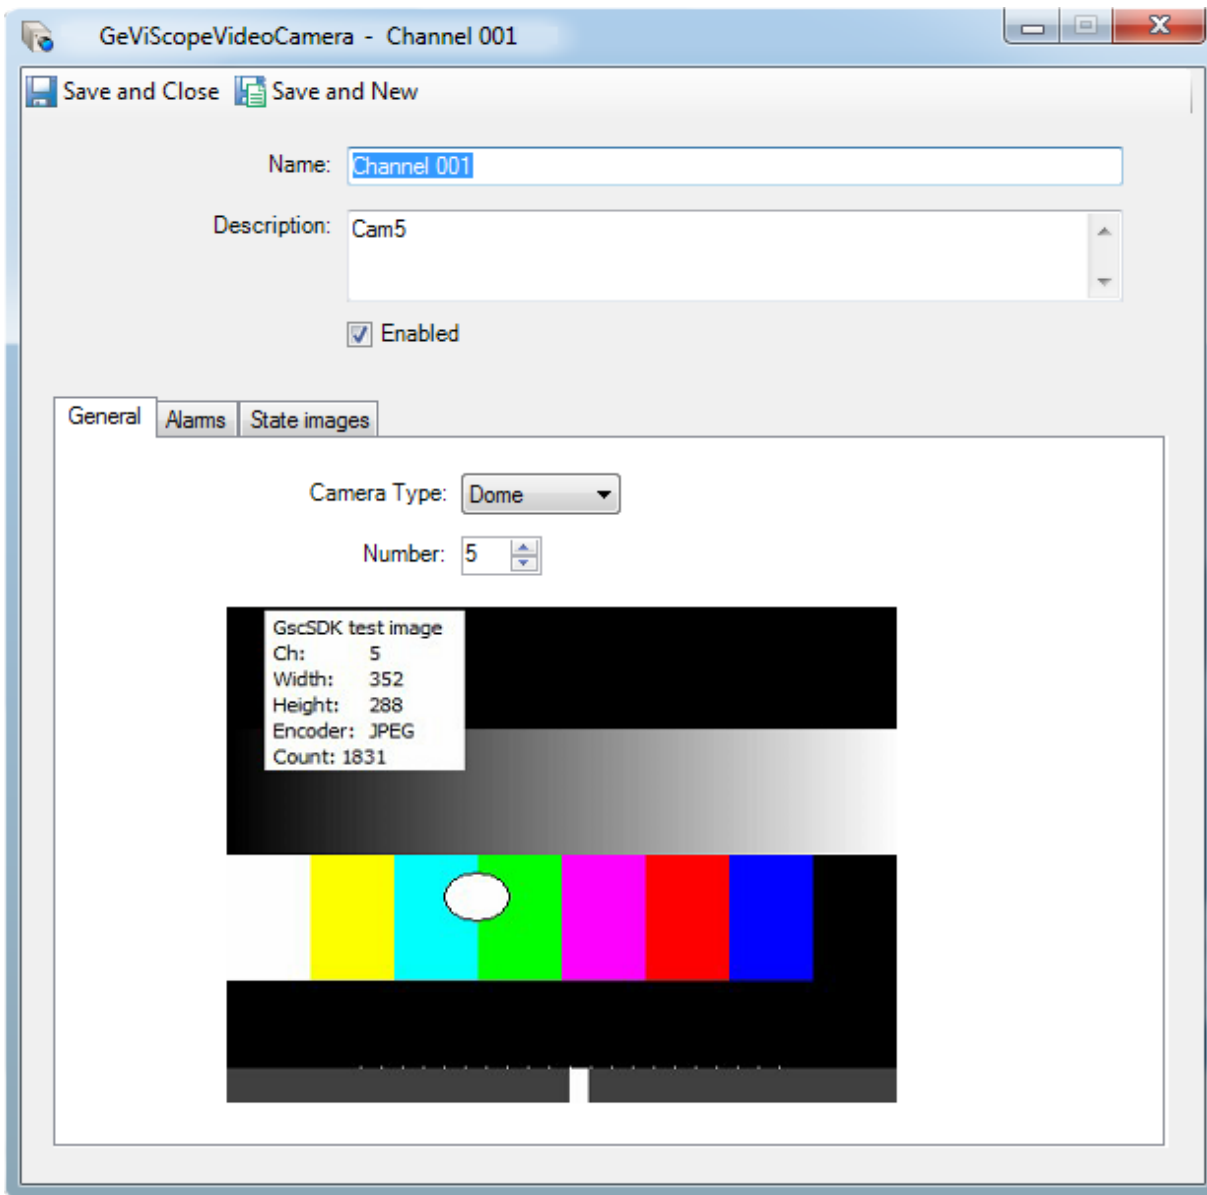 GeViScopeVideoCamera - Channel 001
Save and Close Save and New
Name: Channel 001
Description: Cam5
Enabled
General Alarms State images
Camera Type: Dome
Number: 5
GscSDK test image
Ch: 5
Width: 352
Height: 288
Encoder: JPEG
Count: 1831